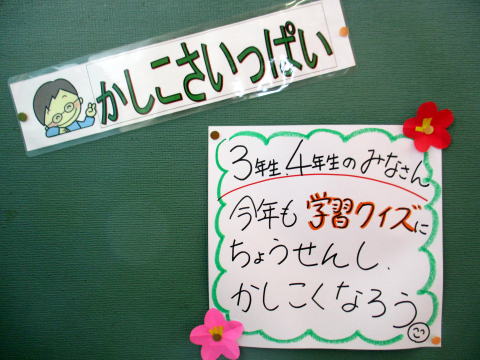 かしこさいっぱい
3年生.4年生のみなさん
今年も学習クイズに
ちょうせんし.
かしこくなろう